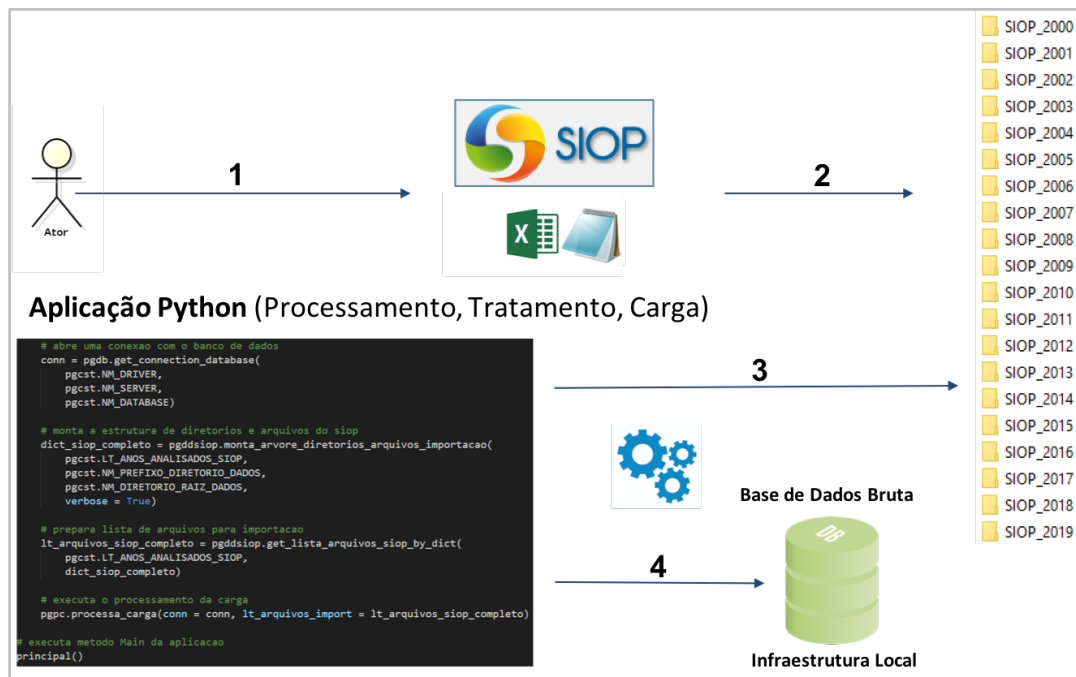 1
SIOP
2
Ator
X
SIOP_2000
SIOP_2001
SIOP_2002
SIOP_2003
SIOP_2004
SIOP_2005
SIOP_2006
SIOP_2007
SIOP_2008
SIOP_2009
SIOP_2010
SIOP_2011
SIOP_2012
SIOP_2013
SIOP_2014
SIOP_2015
SIOP_2016
SIOP_2017
SIOP_2018
SIOP_2019
Aplicação Python (Processamento, Tratamento, Carga)
# abre uma conexao com o banco de dados
conn = pgdb.get_connection_database(
pgcst.NM_DRIVER,
pgcst.NM_SERVER,
pgcst.NM_DATABASE)
# monta a estrutura de diretorios e arquivos do siop
dict_siop_completo = pgddsiop.monta_arvore_diretorios_arquivos_importacao(
pgcst.LT_ANOS_ANALISADOS_SIOP,
pgcst.NM_PREFIXO_DIRETORIO_DADOS,
pgcst.NM_DIRETORIO_RAIZ_DADOS,
verbose = True)
# prepara lista de arquivos para importacao
lt_arquivos_siop_completo = pgddsiop.get_lista_arquivos_siop_by_dict(
pgcst.LT_ANOS_ANALISADOS_SIOP,
dict_siop_completo)
# executa o processamento da carga
pgpc.processa_carga(conn = conn, lt_arquivos_import = lt_arquivos_siop_completo)
# executa metodo Main da aplicacao
principal()
3
4
Base de Dados Bruta
DB
Infraestrutura Local